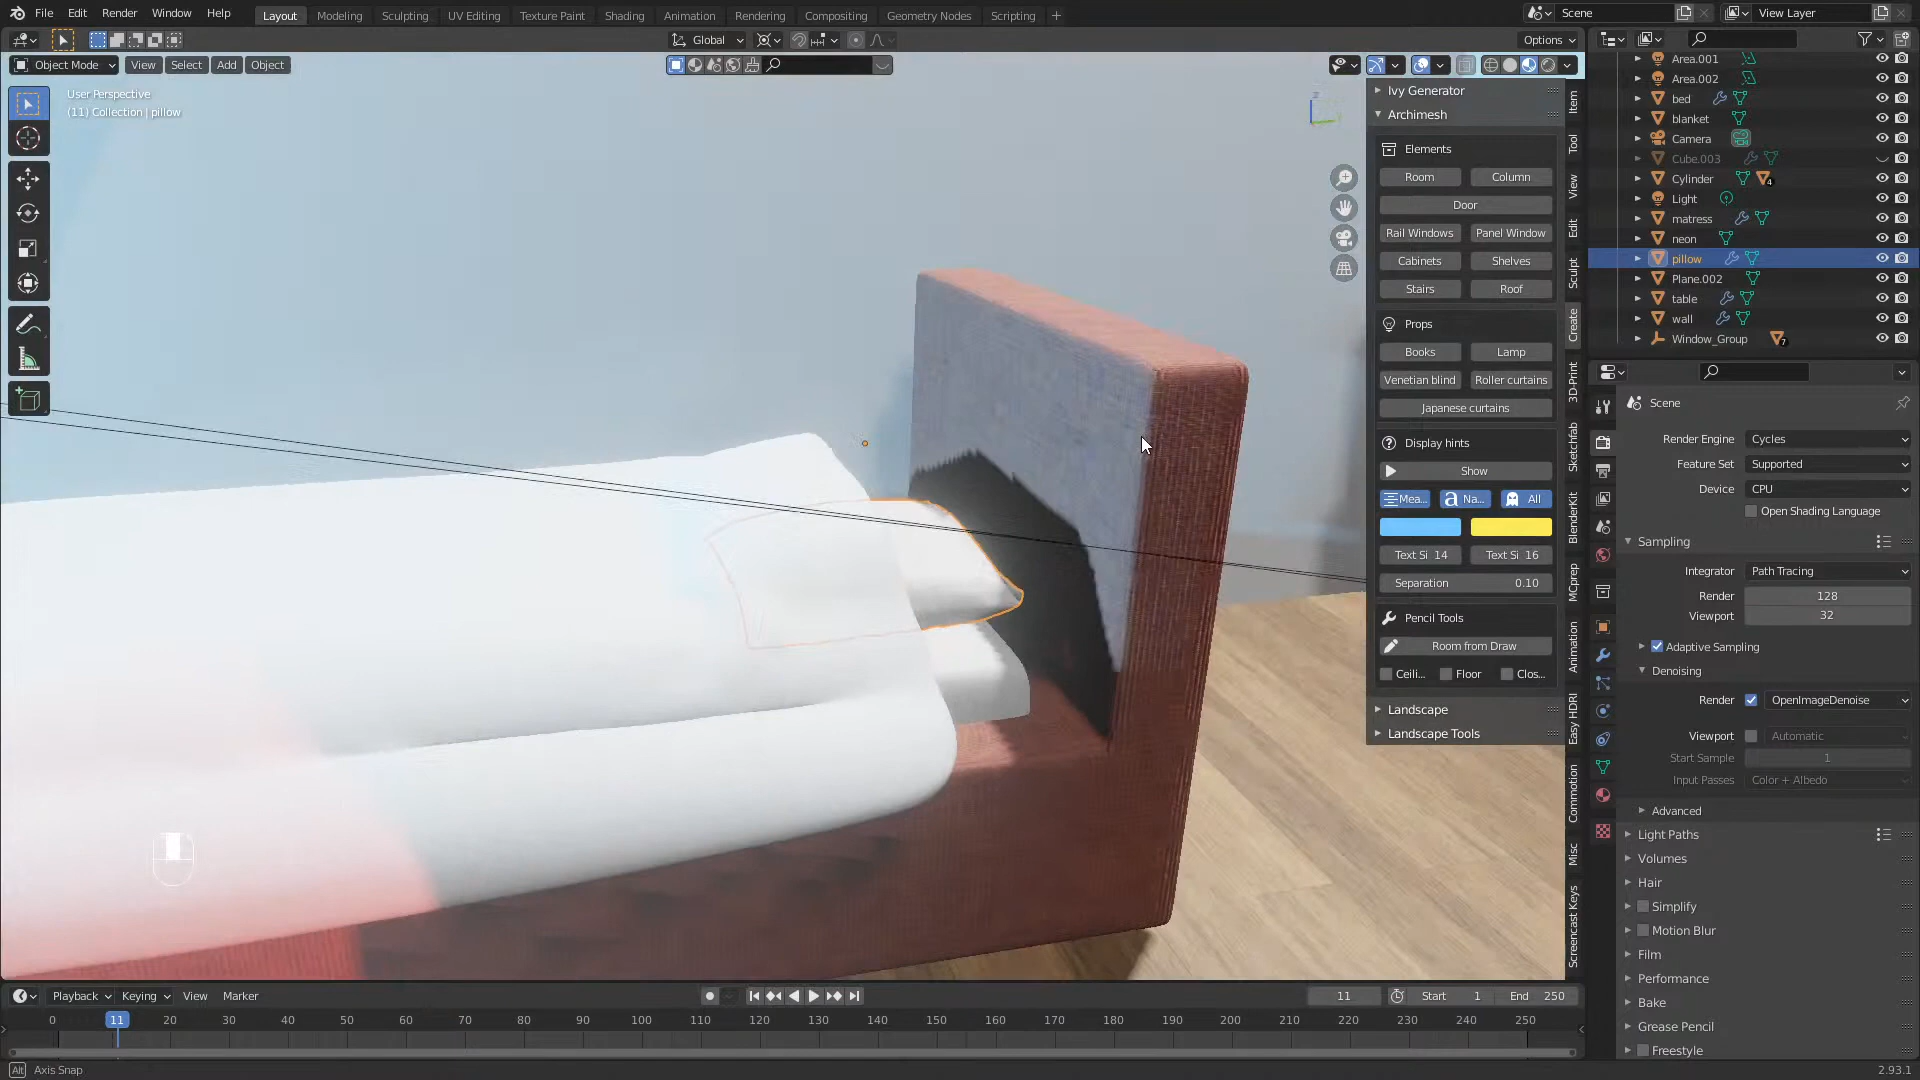 File Edit Render Window Help Layout Modeling Sculpting UV Editing Texture Paint Shading Animation Rendering Compositing Geometry Nodes Scripting + Scene View Layer
Global Options
Object Mode View Select Add Object
User Perspective
(11) Collection | pillow
Ivy Generator
Archimesh
Elements
Room Column
Door
Rail Windows Panel Window
Cabinets Shelves
Stairs Roof
Props
Books Lamp
Venetian blind Roller curtains
Japanese curtains
Display hints
Show
Mea... Na... All
Text Si 14 Text Si 16
Separation 0.10
Pencil Tools
Room from Draw
Ceili... Floor Clos...
Landscape
Landscape Tools
Item
Tool
View
Edit
Sculpt
Create
3D-Print
Sketchfab
BlenderKit
MCprep
Animation
Easy HDRI
Commotion
Misc
Screencast Keys
Area.001
Area.002
bed
blanket
Camera
Cube.003
Cylinder 4
Light
matress
neon
pillow
Plane.002
table
wall
Window_Group 7
Scene
Render Engine Cycles
Feature Set Supported
Device CPU
Open Shading Language
Sampling
Integrator Path Tracing
Render 128
Viewport 32
Adaptive Sampling
Denoising
Render OpenImageDenoise
Viewport Automatic
Start Sample 1
Input Passes Color + Albedo
Advanced
Light Paths
Volumes
Hair
Simplify
Motion Blur
Film
Performance
Bake
Grease Pencil
Freestyle
Playback Keying View Marker 11 Start 1 End 250
0 11 20 30 40 50 60 70 80 90 100 110 120 130 140 150 160 170 180 190 200 210 220 230 240 250
Alt Axis Snap 2.93.1